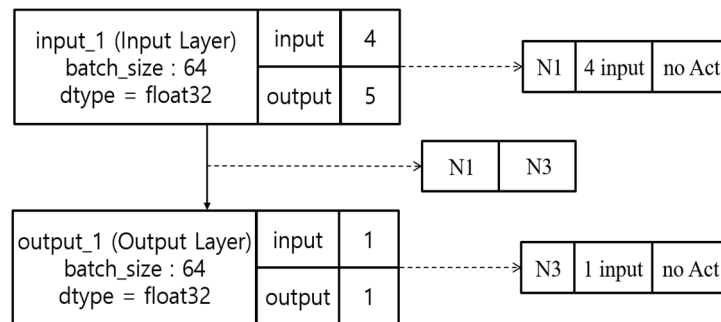 input_1 (Input Layer)
batch_size : 64
dtype = float32
input 4
output 5
N1 4 input no Act
N1 N3
output_1 (Output Layer)
batch_size : 64
dtype = float32
input 1
output 1
N3 1 input no Act